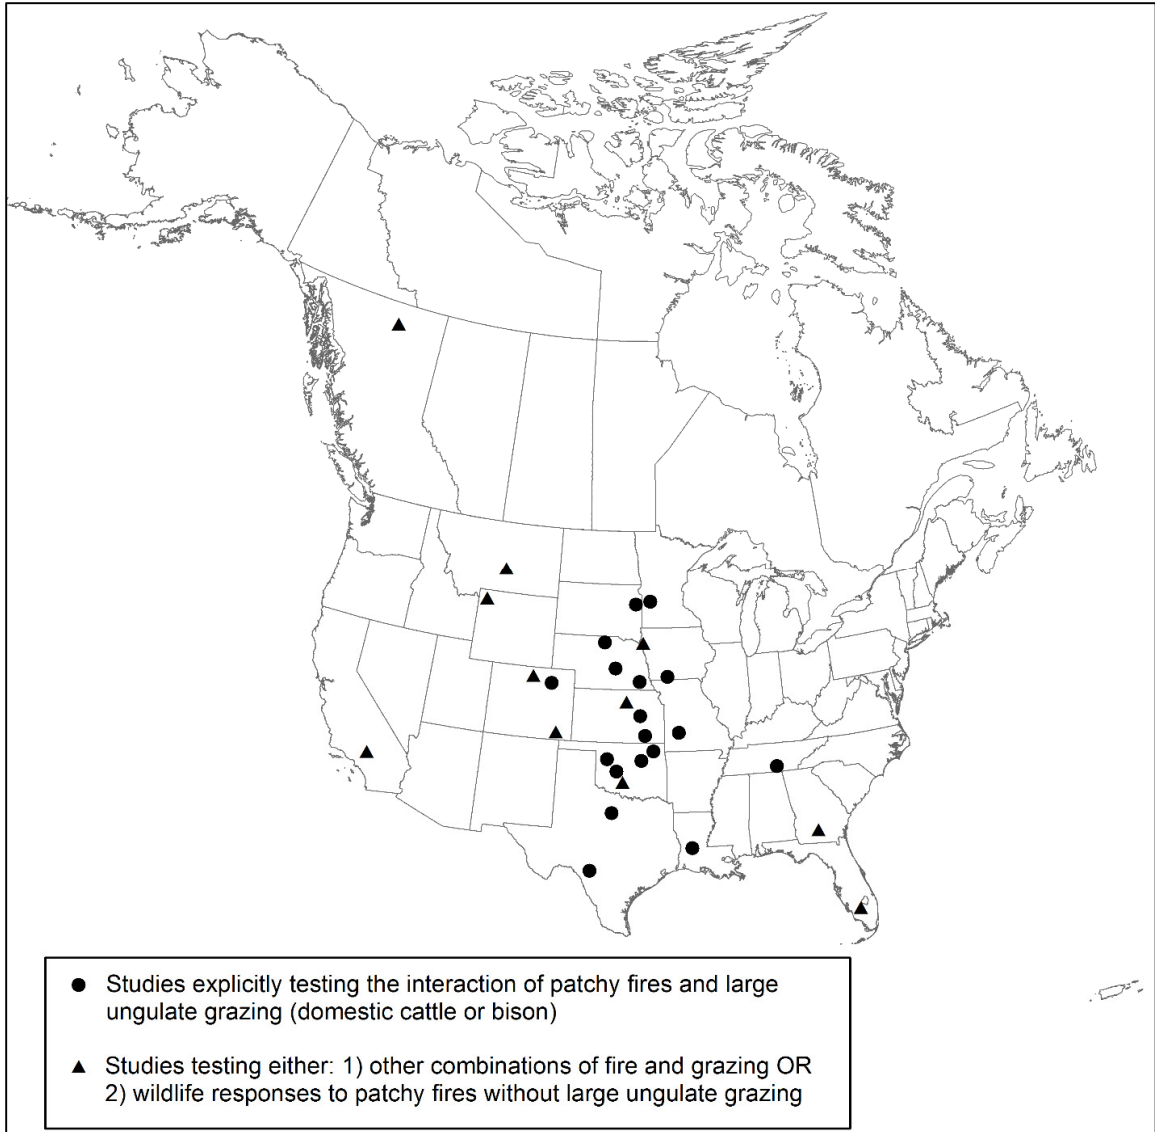 Studies explicitly testing the interaction of patchy fires and large
ungulate grazing (domestic cattle or bison)
Studies testing either: 1) other combinations of fire and grazing OR
2) wildlife responses to patchy fires without large ungulate grazing